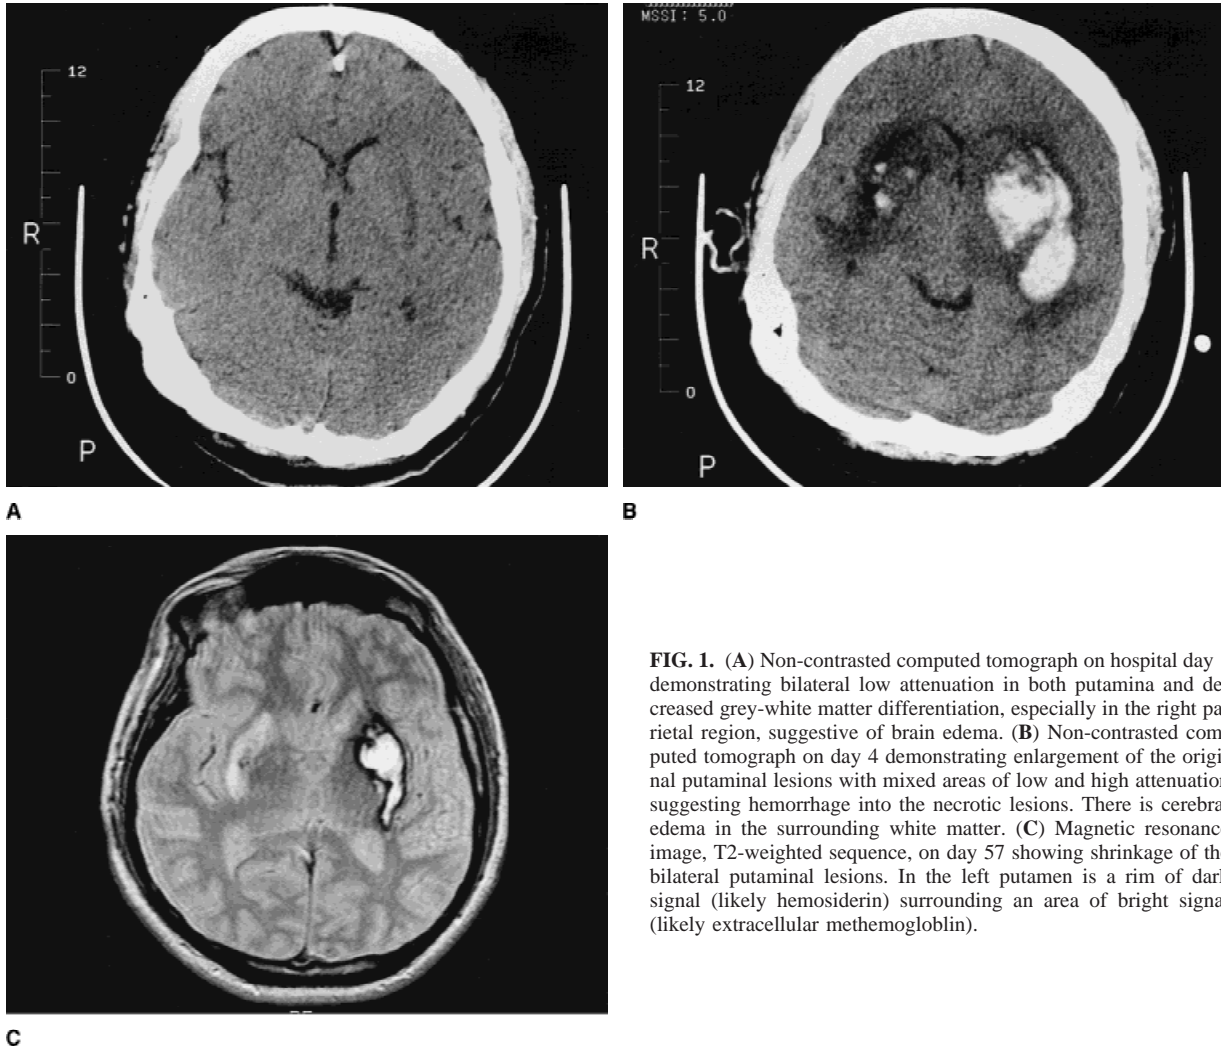 MSSI: 5.0
12
R
0
P
12
R
0
P
A
B
FIG. 1. (A) Non-contrasted computed tomograph on hospital day
demonstrating bilateral low attenuation in both putamina and de
creased grey-white matter differentiation, especially in the right pa
rietal region, suggestive of brain edema. (B) Non-contrasted com
puted tomograph on day 4 demonstrating enlargement of the origi
nal putaminal lesions with mixed areas of low and high attenuation
suggesting hemorrhage into the necrotic lesions. There is cerebra
edema in the surrounding white matter. (C) Magnetic resonance
image, T2-weighted sequence, on day 57 showing shrinkage of the
bilateral putaminal lesions. In the left putamen is a rim of dark
signal (likely hemosiderin) surrounding an area of bright signa
(likely extracellular methemogloblin).
C